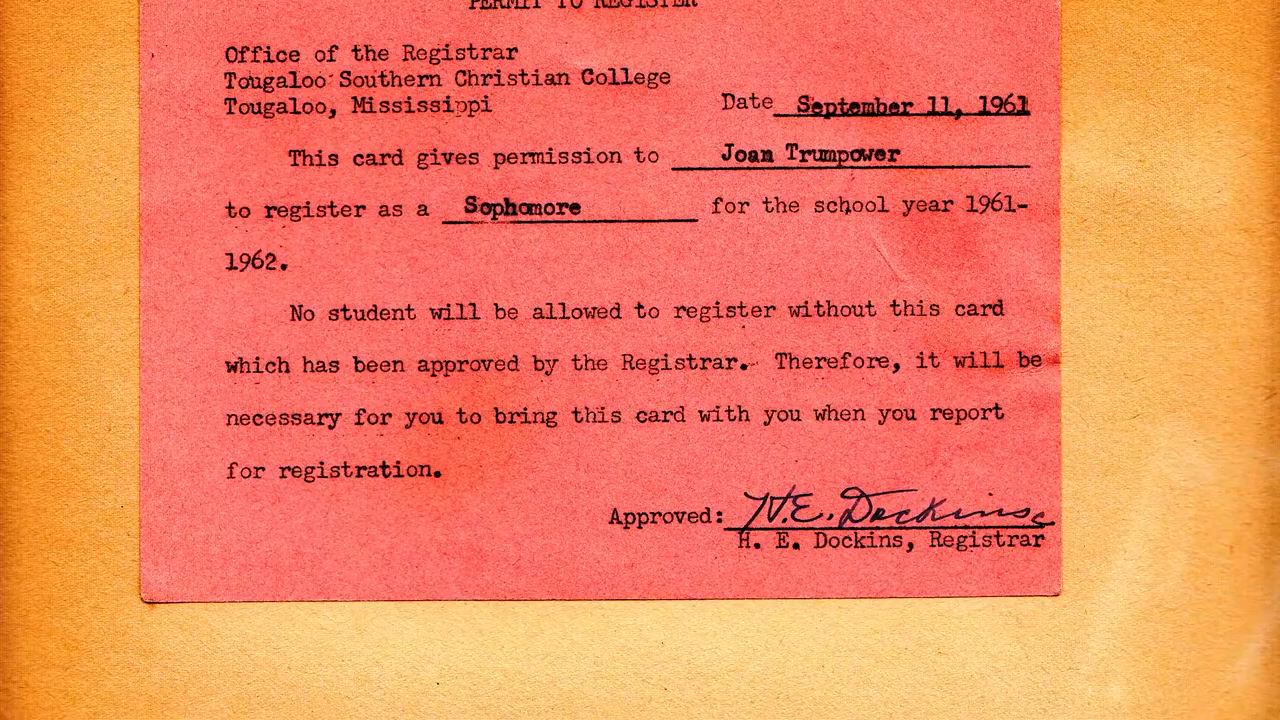 PERMIT TO REGISTER
Office of the Registrar
Tougaloo Southern Christian College
Tougaloo, Mississippi
Date September 11, 1961
This card gives permission to Joan Trumpower
to register as a Sophomore for the school year 1961-
1962.
No student will be allowed to register without this card
which has been approved by the Registrar. Therefore, it will be
necessary for you to bring this card with you when you report
for registration.
Approved: H.E. Dockins
H. E. Dockins, Registrar